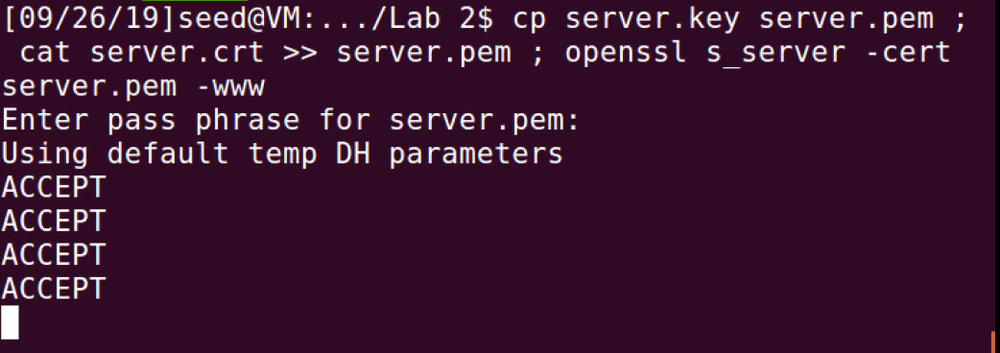 [09/26/19]seed@VM:.../Lab 2$ cp server.key server.pem ;
 cat server.crt >> server.pem ; openssl s_server -cert
server.pem -www
Enter pass phrase for server.pem:
Using default temp DH parameters
ACCEPT
ACCEPT
ACCEPT
ACCEPT